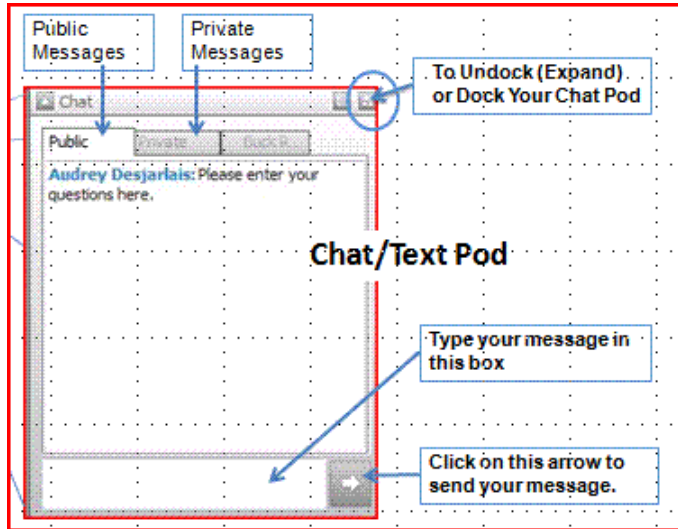 Public
Messages
Private
Messages
To Undock (Expand)
or Dock Your Chat Pod
Chat
Public
Private
Buck R...
Audrey Desjarlais: Please enter your
questions here.
Chat/Text Pod
Type your message in
this box
Click on this arrow to
send your message.